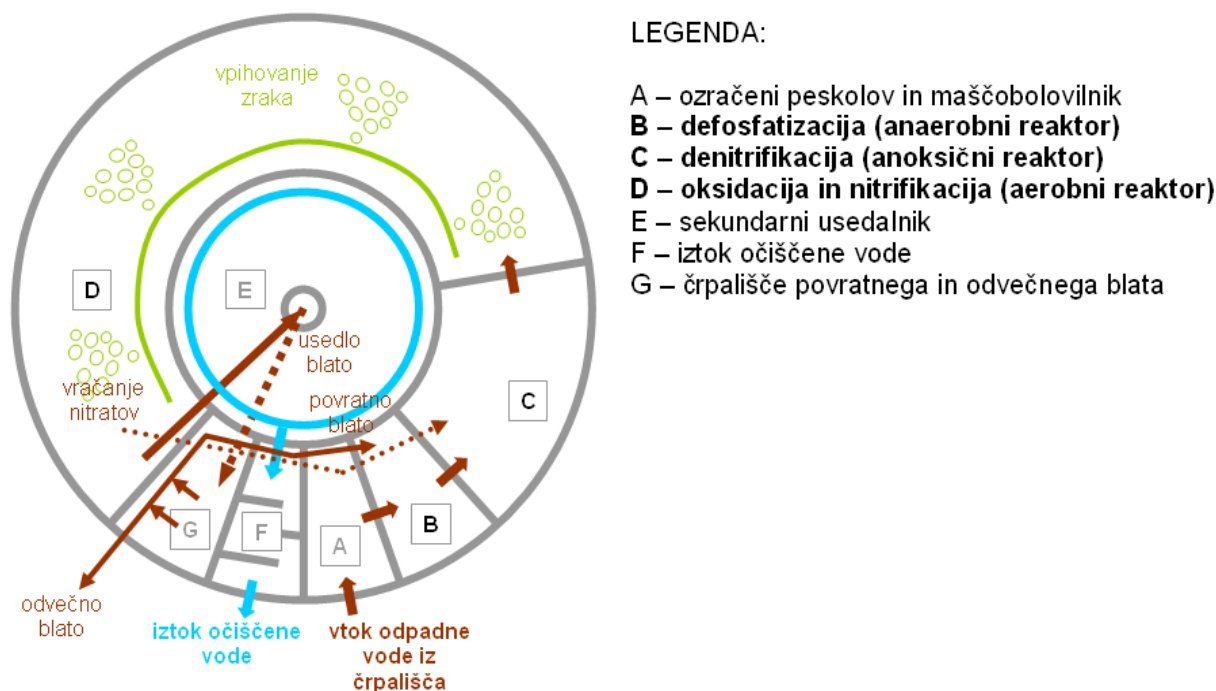 vpihovanje
zraka
D
E
usedlo
blato
vračanje
nitratov
povratno
blato
C
B
G
F
A
odvečno
blato
iztok očiščene
vode
vtok odpadne
vode iz
črpališča
LEGENDA:
A – ozračeni peskolov in maščobolovilnik
B – defosfatizacija (anaerobni reaktor)
C – denitrifikacija (anoksični reaktor)
D – oksidacija in nitrifikacija (aerobni reaktor)
E – sekundarni usedalnik
F – iztok očiščene vode
G – črpališče povratnega in odvečnega blata